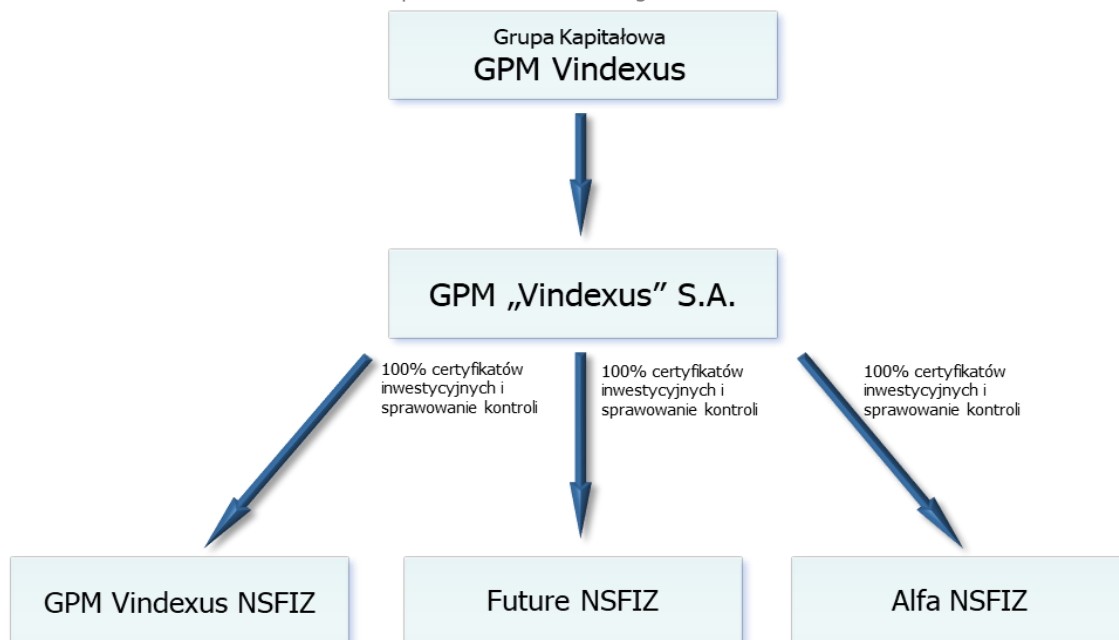 Grupa Kapitałowa
GPM Vindexus
GPM „Vindexus” S.A.
100% certyfikatów
inwestycyjnych i
sprawowanie kontroli
100% certyfikatów
inwestycyjnych i
sprawowanie kontroli
100% certyfikatów
inwestycyjnych i
sprawowanie kontroli
GPM Vindexus NSFIZ
Future NSFIZ
Alfa NSFIZ